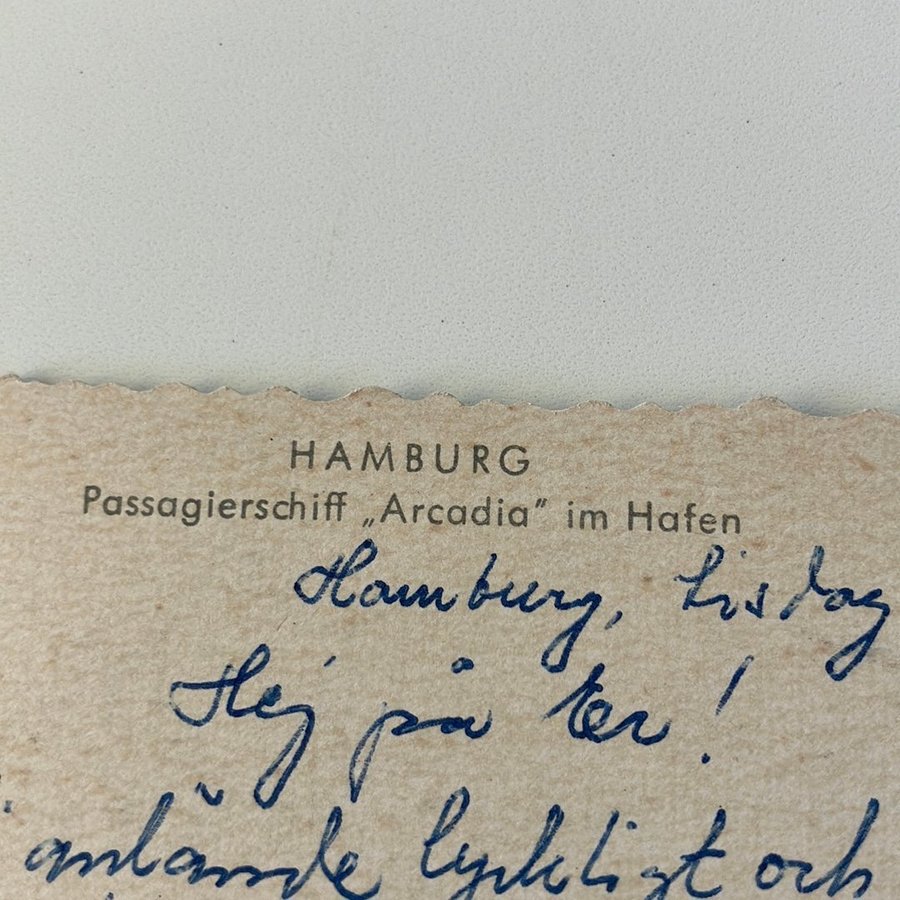 HAMBURG
Passagierschiff „Arcadia” im Hafen
Hamburg, tisdag
Hej på Er!
anlände lyckligt och